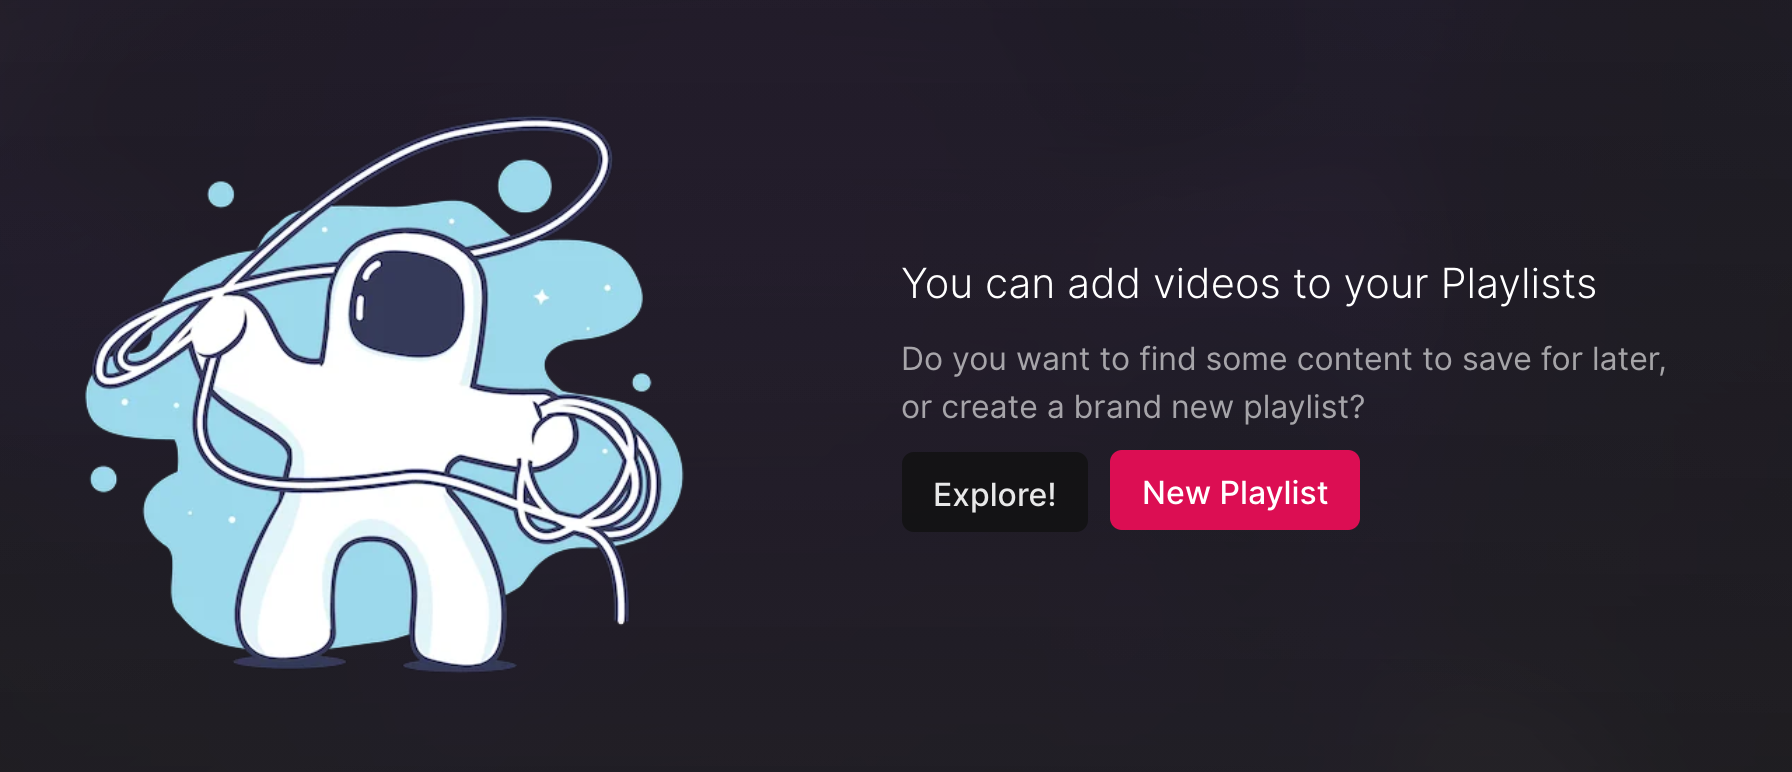 You can add videos to your Playlists
Do you want to find some content to save for later,
or create a brand new playlist?
Explore!
New Playlist